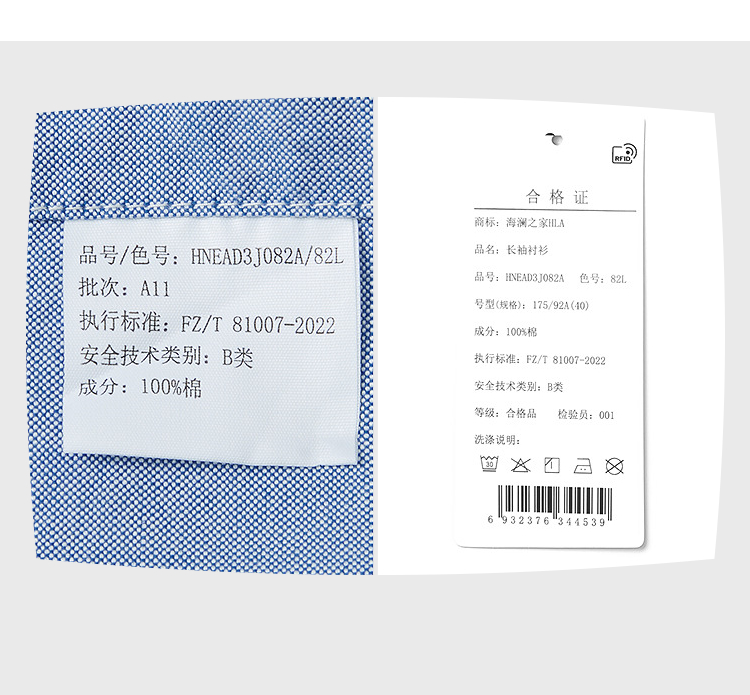 品号/色号: HNEAD3J082A/82L
批次: A11
执行标准: FZ/T 81007-2022
安全技术类别: B类
成分: 100%棉
RFID
合格证
商标: 海澜之家HLA
品名: 长袖衬衫
品号: HNEAD3J082A 色号: 82L
号型(规格): 175/92A(40)
成分: 100%棉
执行标准: FZ/T 81007-2022
安全技术类别: B类
等级: 合格品 检验员: 001
洗涤说明:
30
6 932376 344539